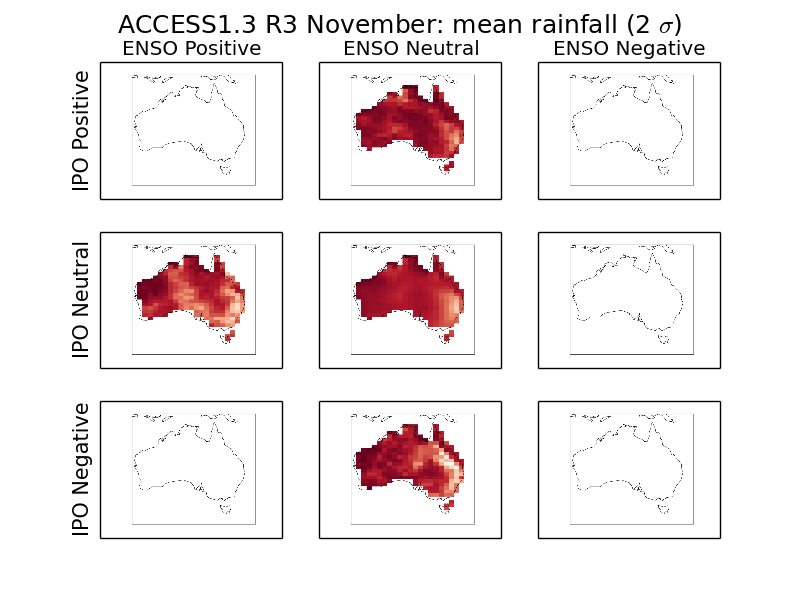 ACCESS1.3 R3 November: mean rainfall (2 σ)
ENSO Positive
ENSO Neutral
ENSO Negative
IPO Positive
IPO Neutral
IPO Negative